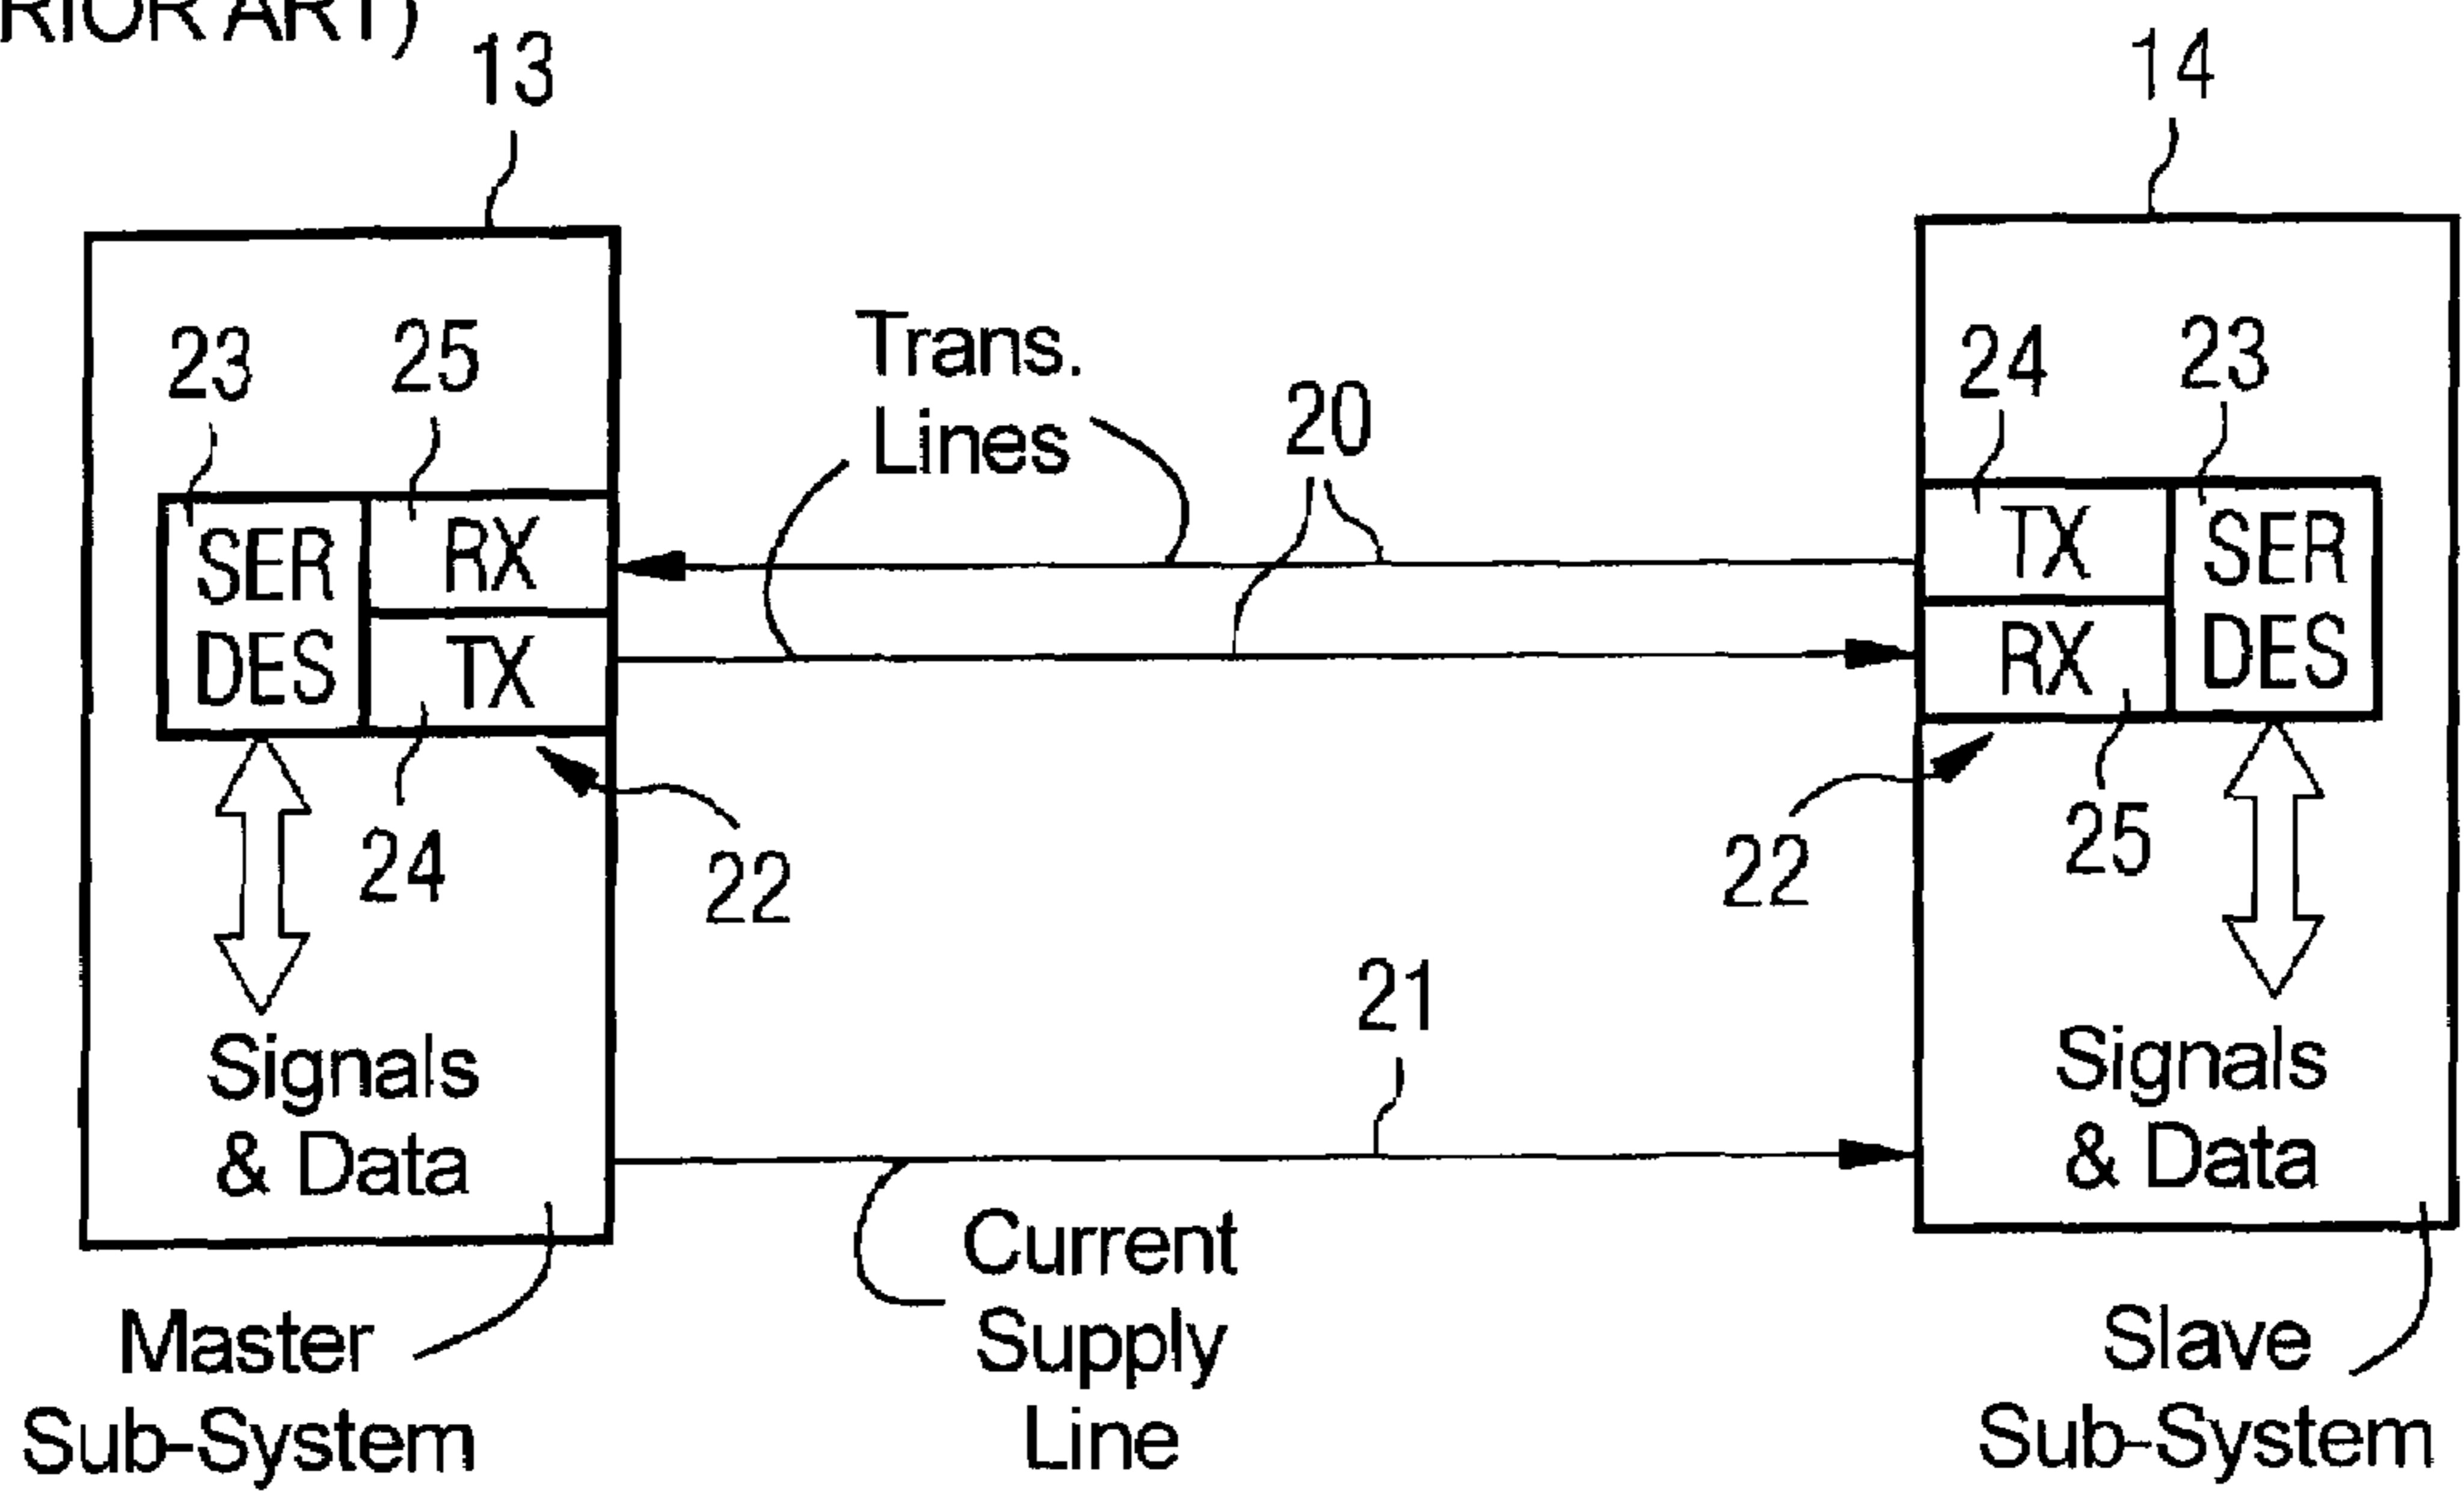 RIOR ART)
13
14
23
25
Trans.
Lines
20
24
23
SER
DES
RX
TX
TX
RX
SER
DES
24
22
22
25
21
Signals
& Data
Signals
& Data
Current
Supply
Line
Master
Sub-System
Slave
Sub-System